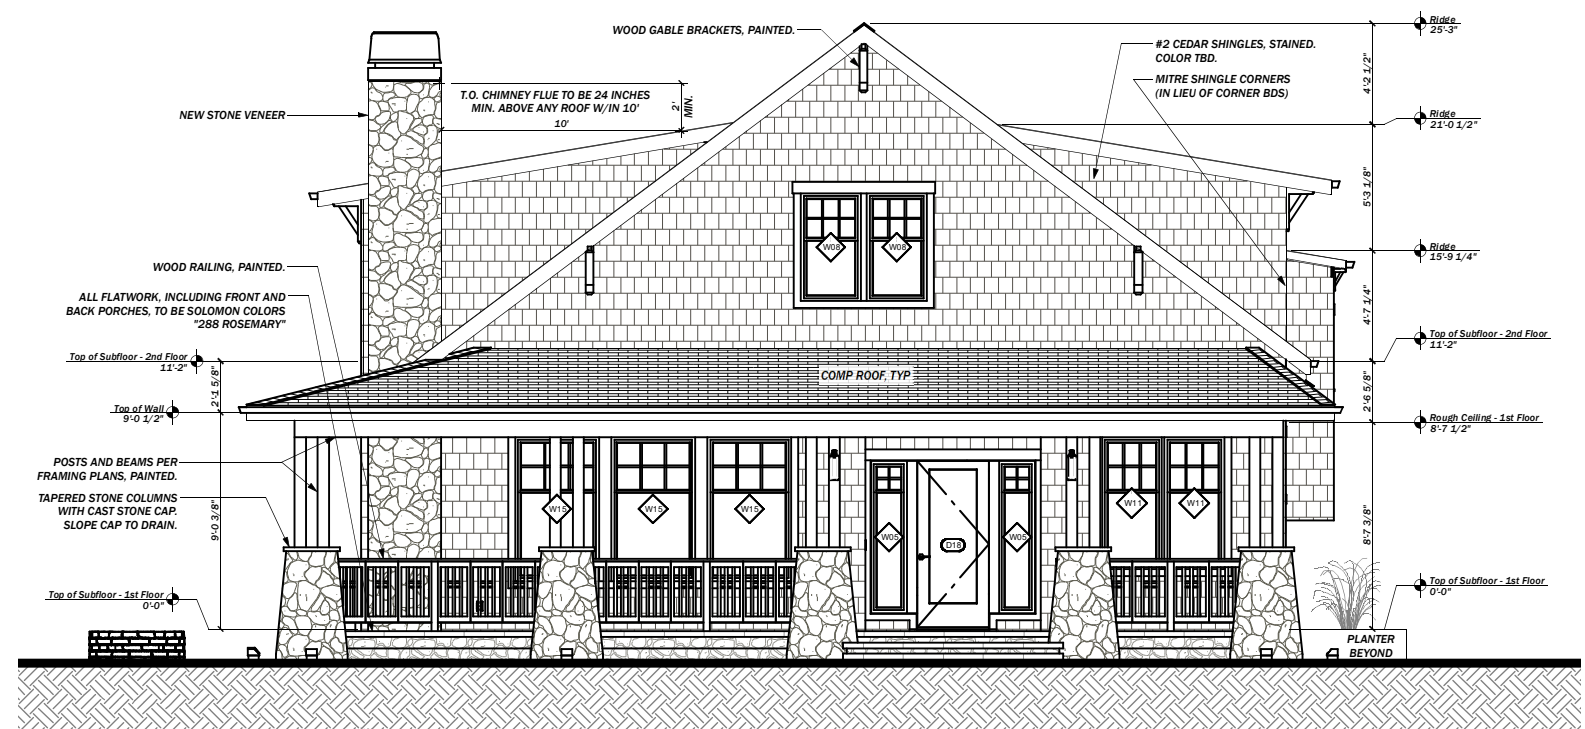 Ridge
25'-3"
WOOD GABLE BRACKETS, PAINTED.
#2 CEDAR SHINGLES, STAINED.
COLOR TBD.
4'-2 1/2"
MITRE SHINGLE CORNERS
(IN LIEU OF CORNER BDS)
T.O. CHIMNEY FLUE TO BE 24 INCHES
MIN. ABOVE ANY ROOF W/IN 10'
2'
MIN.
10'
NEW STONE VENEER
Ridge
21'-0 1/2"
5'-3 1/8"
W08
W08
Ridge
15'-9 1/4"
WOOD RAILING, PAINTED.
ALL FLATWORK, INCLUDING FRONT AND
BACK PORCHES, TO BE SOLOMON COLORS
"288 ROSEMARY"
4'-7 1/4"
Top of Subfloor - 2nd Floor
11'-2"
Top of Subfloor - 2nd Floor
11'-2"
2'-1 5/8"
COMP ROOF, TYP
2'-6 5/8"
Top of Wall
9'-0 1/2"
Rough Ceiling - 1st Floor
8'-7 1/2"
POSTS AND BEAMS PER
FRAMING PLANS, PAINTED.
TAPERED STONE COLUMNS
WITH CAST STONE CAP.
SLOPE CAP TO DRAIN.
9'-0 3/8"
W15
W15
W15
W05
D18
W05
W11
W11
8'-7 3/8"
Top of Subfloor - 1st Floor
0'-0"
Top of Subfloor - 1st Floor
0'-0"
PLANTER
BEYOND